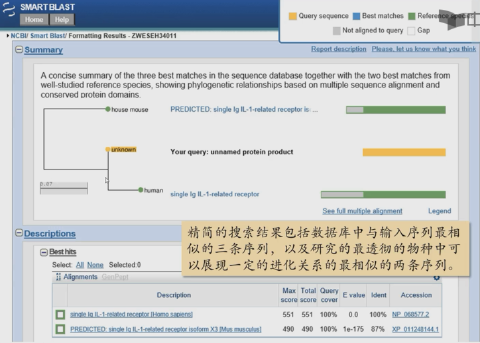 SMARTBLAST
Home Help
Query sequence Best matches Reference species
Not aligned to query Gap
NCBI/ Smart Blast/ Formatting Results - ZWESEH34011
Summary
Report description Please, let us know what you think
A concise summary of the three best matches in the sequence database together with the two best matches from
well-studied reference species, showing phylogenetic relationships based on multiple sequence alignment and
conserved protein domains.
house mouse PREDICTED: single Ig IL-1-related receptor is...
unknown Your query: unnamed protein product
human single Ig IL-1-related receptor
See full multiple alignment Legend
Descriptions
精简的搜索结果包括数据库中与输入序列最相
似的三条序列，以及研究的最透彻的物种中可
以展现一定的进化关系的最相似的两条序列。
Best hits
Select: All None Selected:0
Alignments GenPept
Description Max score Total score Query cover E value Ident Accession
single Ig IL-1-related receptor [Homo sapiens] 551 551 100% 0.0 100% NP_068577.2
PREDICTED: single Ig IL-1-related receptor isoform X3 [Mus musculus] 490 490 100% 1e-175 87% XP_011248144.1